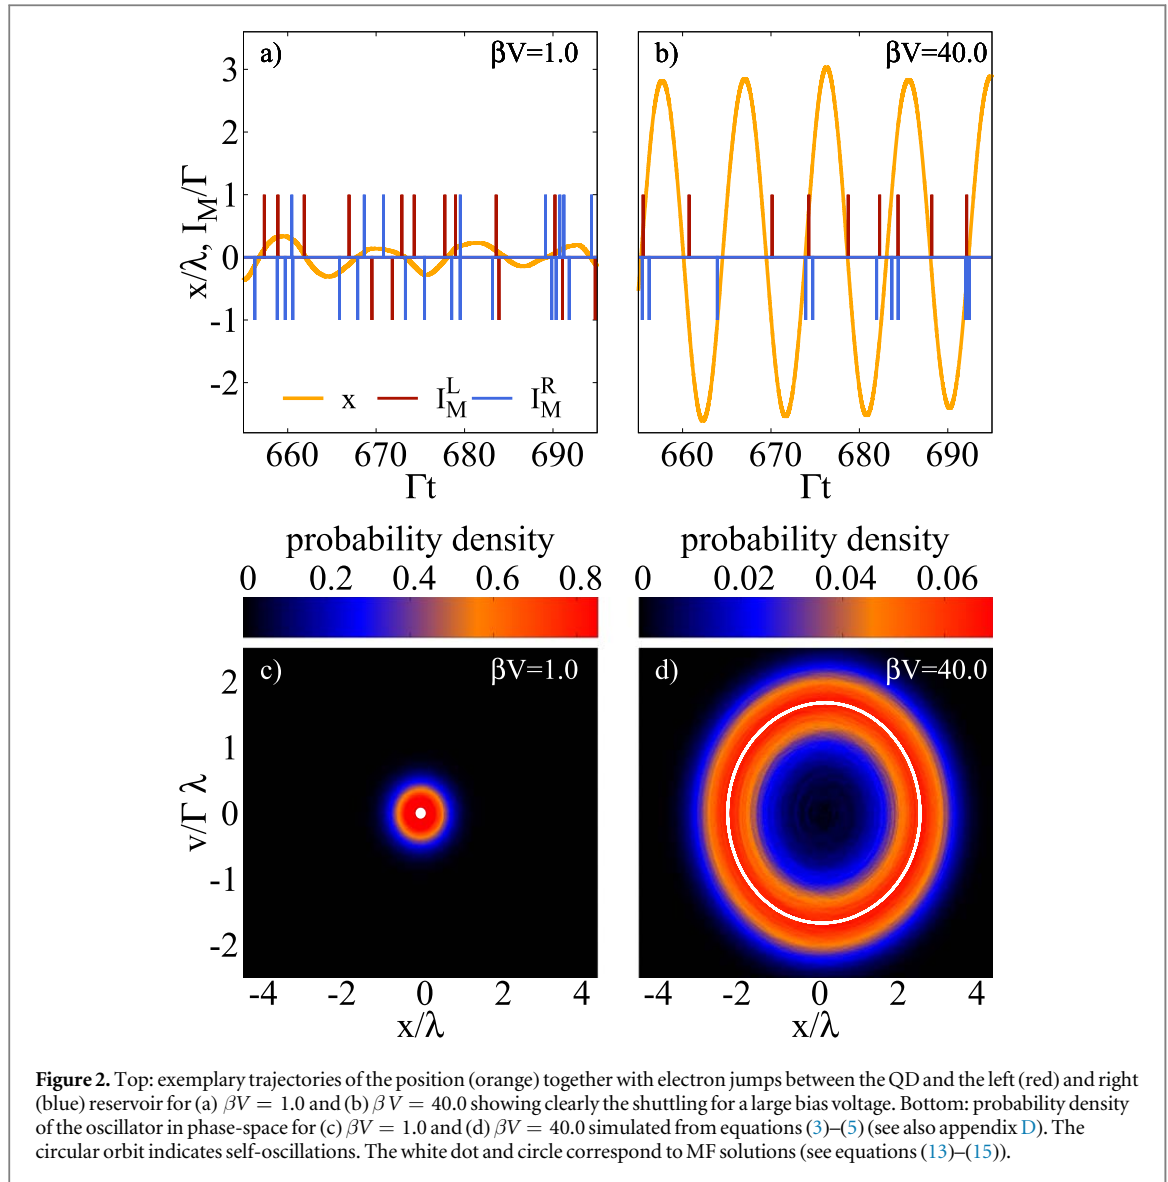 a) βV=1.0
b) βV=40.0
3
2
1
0
-1
-2
x/λ, I_M/Γ
x I_M^L I_M^R
660 670 680 690
660 670 680 690
Γt
Γt
probability density
probability density
0 0.2 0.4 0.6 0.8
0 0.02 0.04 0.06
c) βV=1.0
d) βV=40.0
2
1
0
-1
-2
v/Γ λ
-4 -2 0 2 4
-4 -2 0 2 4
x/λ
x/λ
Figure 2. Top: exemplary trajectories of the position (orange) together with electron jumps between the QD and the left (red) and right
(blue) reservoir for (a) βV = 1.0 and (b) β V = 40.0 showing clearly the shuttling for a large bias voltage. Bottom: probability density
of the oscillator in phase-space for (c) βV = 1.0 and (d) βV = 40.0 simulated from equations (3)–(5) (see also appendix D). The
circular orbit indicates self-oscillations. The white dot and circle correspond to MF solutions (see equations (13)–(15)).